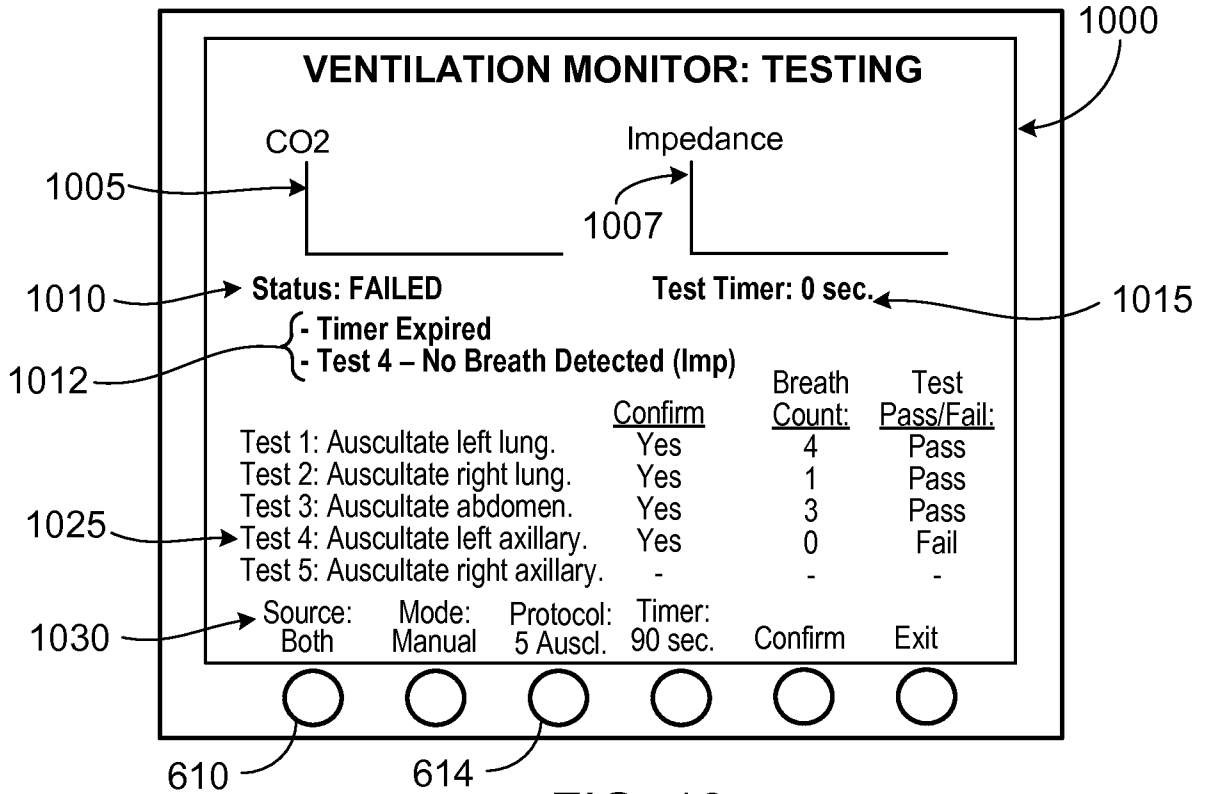 1000
VENTILATION MONITOR: TESTING
CO2
Impedance
1005
1007
1010
Status: FAILED
Test Timer: 0 sec.
1015
1012
- Timer Expired
- Test 4 – No Breath Detected (Imp)
Confirm
Breath Count:
Test Pass/Fail:
Test 1: Auscultate left lung. Yes 4 Pass
Test 2: Auscultate right lung. Yes 1 Pass
Test 3: Auscultate abdomen. Yes 3 Pass
1025
Test 4: Auscultate left axillary. Yes 0 Fail
Test 5: Auscultate right axillary. - - -
1030
Source: Both
Mode: Manual
Protocol: 5 Auscl.
Timer: 90 sec.
Confirm
Exit
610
614